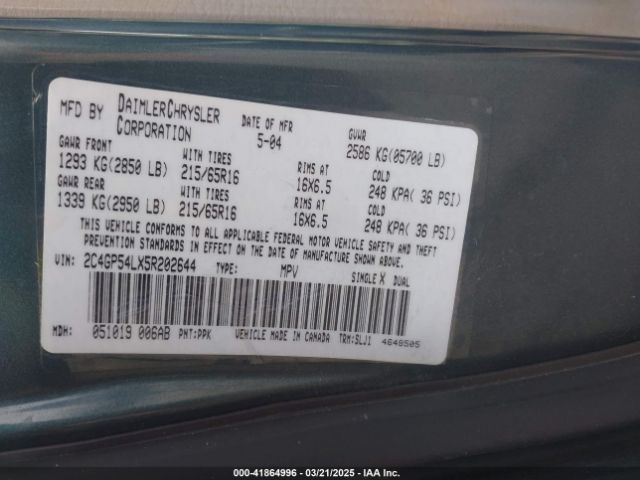 MFD BY DAIMLERCHRYSLER CORPORATION DATE OF MFR 5-04 GVWR 2586 KG(05700 LB)
GAWR FRONT WITH TIRES RIMS AT COLD
1293 KG(2850 LB) 215/65R16 16X6.5 248 KPA( 36 PSI)
GAWR REAR WITH TIRES RIMS AT COLD
1339 KG(2950 LB) 215/65R16 16X6.5 248 KPA( 36 PSI)
THIS VEHICLE CONFORMS TO ALL APPLICABLE FEDERAL MOTOR VEHICLE SAFETY AND THEFT
PREVENTION STANDARDS IN EFFECT ON THE DATE OF MANUFACTURE SHOWN ABOVE.
VIN: 2C4GP54LX5R202644 TYPE: MPV SINGLE X DUAL
MDH: 051019 006AB PNT:PPK VEHICLE MADE IN CANADA TRM:SLJ1 4648505
000-41864996 - 03/21/2025 - IAAI.COM